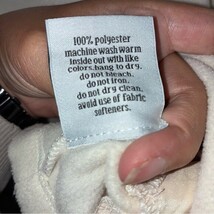 100% polyester
machine wash warm
inside out with like
colors.hang to dry.
do not bleach.
do not iron.
do not dry clean.
avoid use of fabric
softeners.